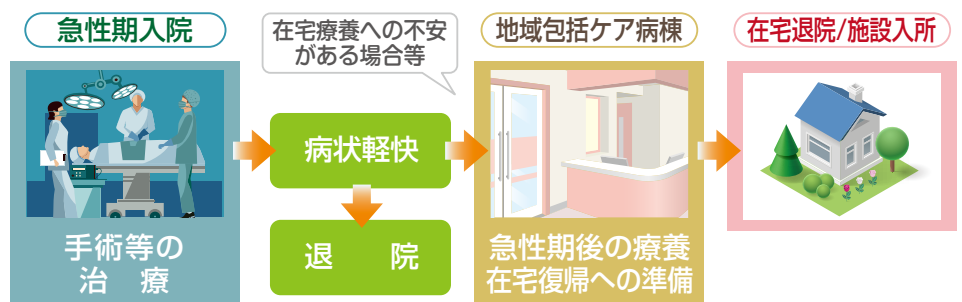 急性期入院
手術等の
治　療
在宅療養への不安
がある場合等
病状軽快
退　　院
地域包括ケア病棟
急性期後の療養
在宅復帰への準備
在宅退院/施設入所